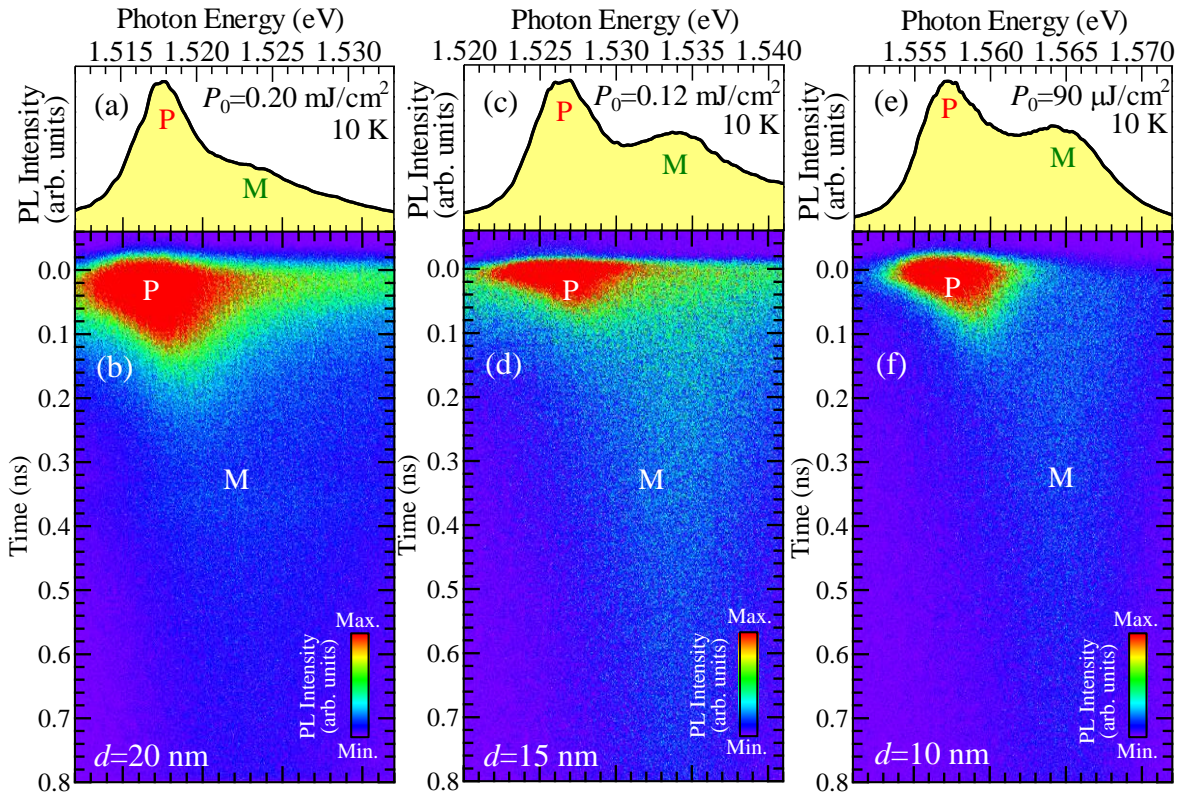 Photon Energy (eV)
1.515 1.520 1.525 1.530
PL Intensity
(arb. units)
(a)
P₀=0.20 mJ/cm²
10 K
P
M
Time (ns)
0.0
0.1
0.2
0.3
0.4
0.5
0.6
0.7
0.8
P
(b)
M
Max.
PL Intensity
(arb. units)
Min.
d=20 nm
Photon Energy (eV)
1.520 1.525 1.530 1.535 1.540
PL Intensity
(arb. units)
(c)
P₀=0.12 mJ/cm²
10 K
P
M
Time (ns)
0.0
0.1
0.2
0.3
0.4
0.5
0.6
0.7
0.8
P
(d)
M
Max.
PL Intensity
(arb. units)
Min.
d=15 nm
Photon Energy (eV)
1.555 1.560 1.565 1.570
PL Intensity
(arb. units)
(e)
P₀=90 μJ/cm²
10 K
P
M
Time (ns)
0.0
0.1
0.2
0.3
0.4
0.5
0.6
0.7
0.8
P
(f)
M
Max.
PL Intensity
(arb. units)
Min.
d=10 nm